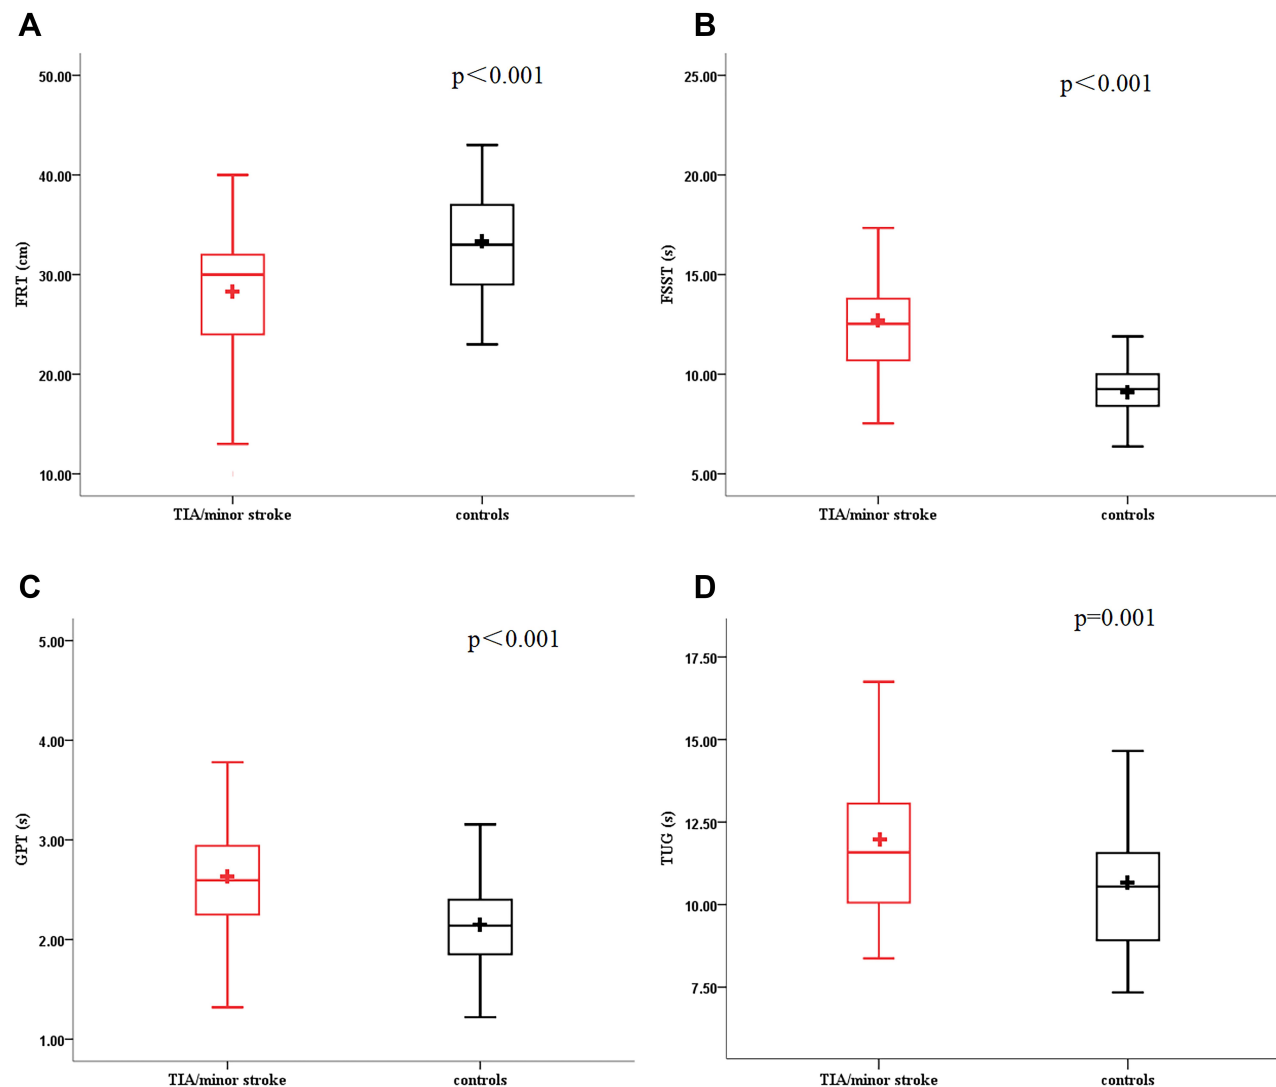 A
p＜0.001
50.00
40.00
30.00
20.00
10.00
FRT (cm)
TIA/minor stroke
controls
B
p＜0.001
25.00
20.00
15.00
10.00
5.00
FSST (s)
TIA/minor stroke
controls
C
p＜0.001
5.00
4.00
3.00
2.00
1.00
GPT (s)
TIA/minor stroke
controls
D
p=0.001
17.50
15.00
12.50
10.00
7.50
TUG (s)
TIA/minor stroke
controls